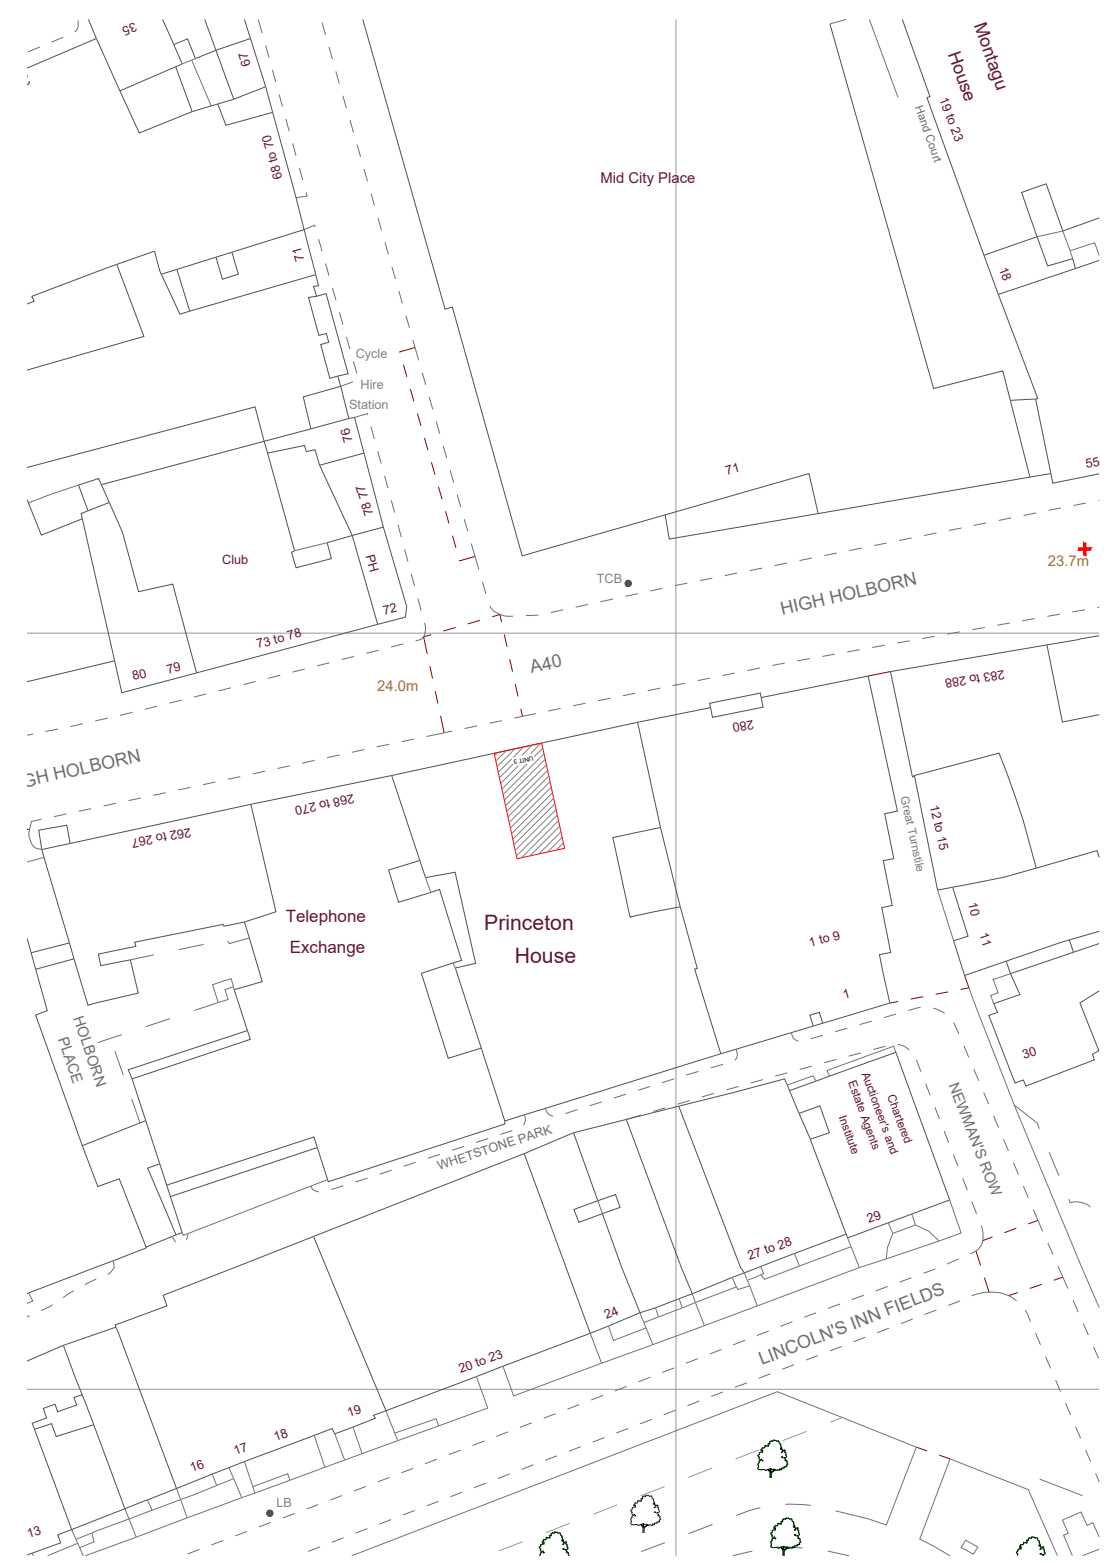 35
67
Montagu
House
19 to 23
Hand Court
68 to 70
Mid City Place
71
18
Cycle
Hire
Station
76
71
55
77 78
Club
PH
TCB
23.7m
HIGH HOLBORN
72
73 to 78
80
79
A40
24.0m
283 to 288
280
UNIT 3
GH HOLBORN
268 to 270
262 to 267
Great Turnstile
12 to 15
Telephone
Exchange
Princeton
House
10
11
1 to 9
1
HOLBORN
PLACE
30
Chartered
Auctioneer's and
Estate Agents
Institute
NEWMAN'S ROW
WHETSTONE PARK
29
27 to 28
24
LINCOLN'S INN FIELDS
20 to 23
19
18
17
16
LB
13